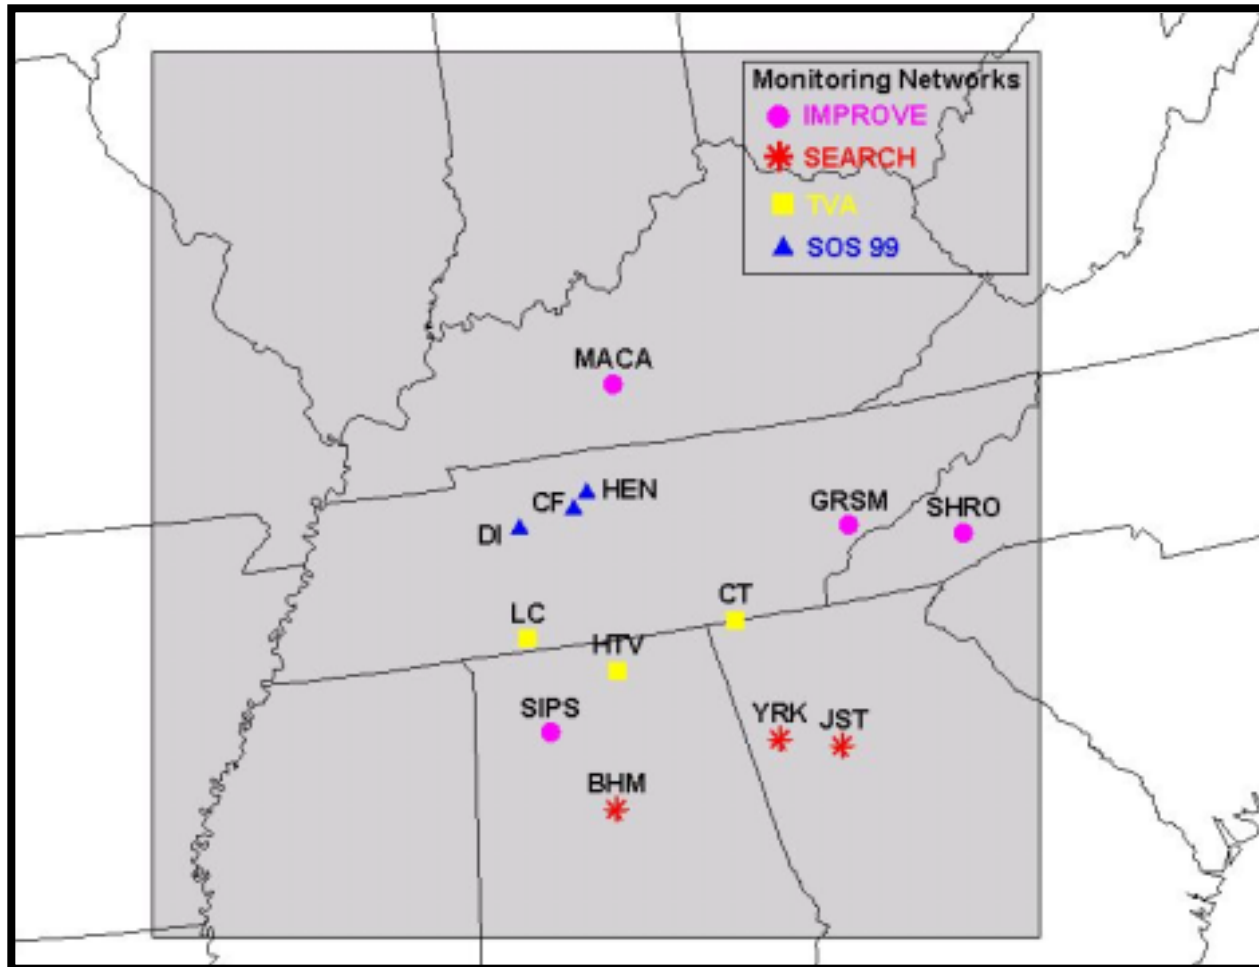 Monitoring Networks
IMPROVE
SEARCH
TVA
SOS 99
MACA
HEN
CF
DI
GRSM
SHRO
CT
LC
HTV
SIPS
YRK
JST
BHM